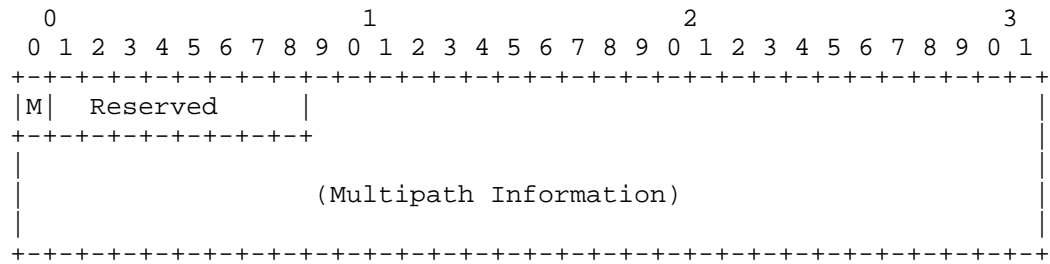 0                   1                   2                   3
 0 1 2 3 4 5 6 7 8 9 0 1 2 3 4 5 6 7 8 9 0 1 2 3 4 5 6 7 8 9 0 1
+-+-+-+-+-+-+-+-+-+-+-+-+-+-+-+-+-+-+-+-+-+-+-+-+-+-+-+-+-+-+-+-+
|M|  Reserved     |                                              |
+-+-+-+-+-+-+-+-+-+                                              |
|                                                                |
|                  (Multipath Information)                       |
|                                                                |
+-+-+-+-+-+-+-+-+-+-+-+-+-+-+-+-+-+-+-+-+-+-+-+-+-+-+-+-+-+-+-+-+